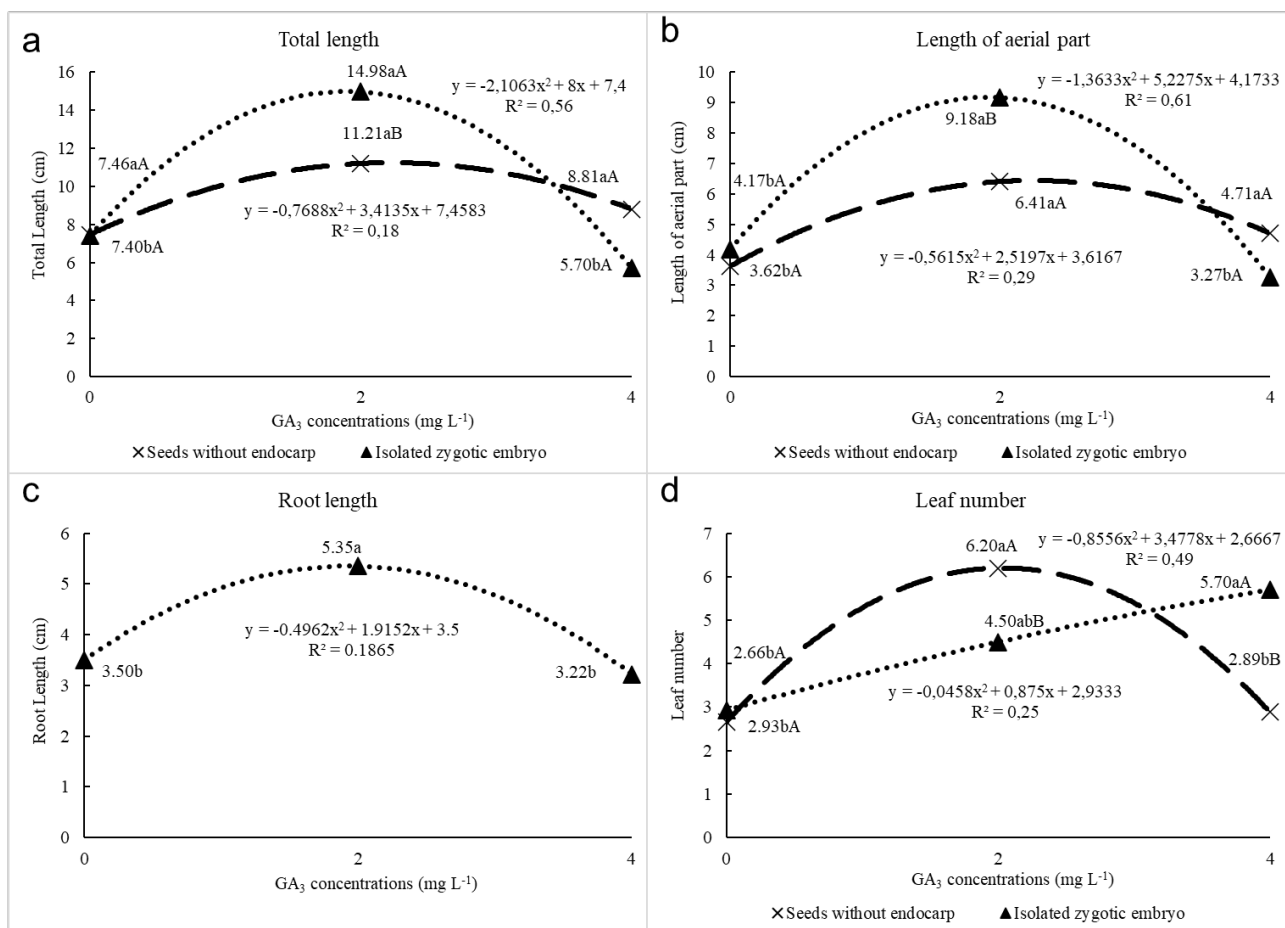 a
Total length
16
14
12
10
8
6
4
2
0
Total Length (cm)
14.98aA
y = -2,1063x² + 8x + 7,4
R² = 0,56
11.21aB
7.46aA
8.81aA
y = -0,7688x² + 3,4135x + 7,4583
R² = 0,18
7.40bA
5.70bA
0 2 4
GA₃ concentrations (mg L⁻¹)
×Seeds without endocarp ▲Isolated zygotic embryo
b
Length of aerial part
10
9
8
7
6
5
4
3
2
1
0
Length of aerial part (cm)
y = -1,3633x² + 5,2275x + 4,1733
R² = 0,61
9.18aB
4.17bA
4.71aA
6.41aA
y = -0,5615x² + 2,5197x + 3,6167
R² = 0,29
3.62bA
3.27bA
0 2 4
GA₃ concentrations (mg L⁻¹)
×Seeds without endocarp ▲Isolated zygotic embryo
c
Root length
6
5
4
3
2
1
0
Root Length (cm)
5.35a
y = -0.4962x² + 1.9152x + 3.5
R² = 0.1865
3.50b
3.22b
0 2 4
GA₃ concentrations (mg L⁻¹)
d
Leaf number
7
6
5
4
3
2
1
0
Leaf number
6.20aA
y = -0,8556x² + 3,4778x + 2,6667
R² = 0,49
5.70aA
4.50abB
2.66bA
2.89bB
y = -0,0458x² + 0,875x + 2,9333
R² = 0,25
2.93bA
0 2 4
GA₃ concentrations (mg L⁻¹)
×Seeds without endocarp ▲Isolated zygotic embryo